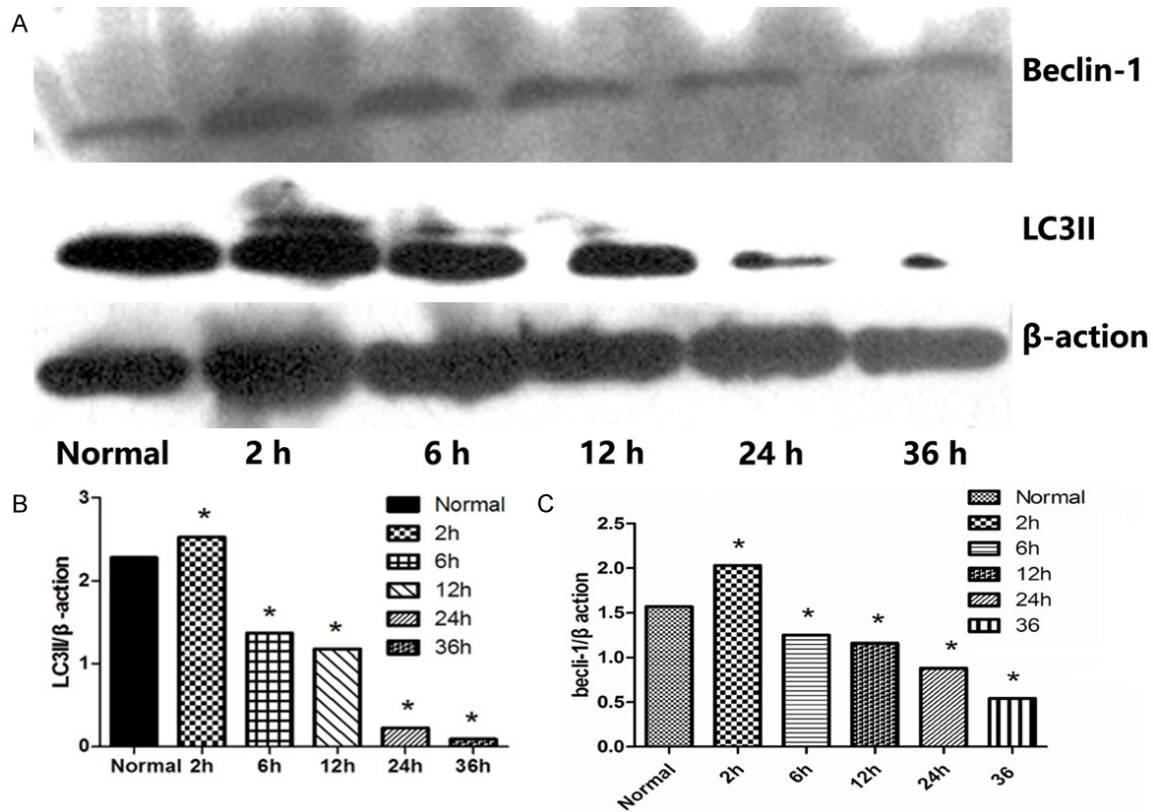 A
Beclin-1
LC3II
β-action
Normal 2 h 6 h 12 h 24 h 36 h
B
LC3II/β -action
3
2
1
0
* * * * *
Normal 2h 6h 12h 24h 36h
Normal
2h
6h
12h
24h
36h
C
becli-1/β action
2.5
2.0
1.5
1.0
0.5
0.0
* * * * *
Normal 2h 6h 12h 24h 36
Normal
2h
6h
12h
24h
36